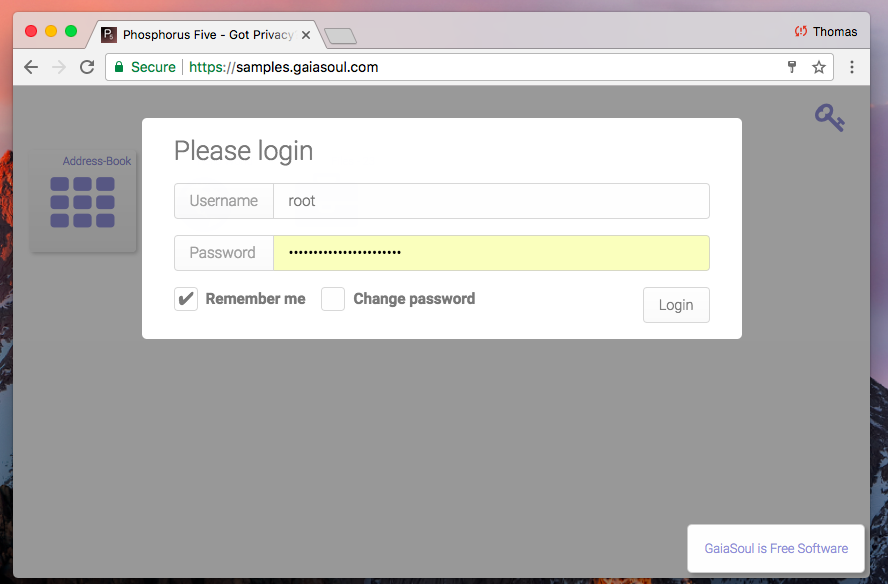 Phosphorus Five - Got Privacy
Thomas
Secure https://samples.gaiasoul.com
Address-Book
Please login
Username root
Password •••••••••••••••••••••••
Remember me Change password
Login
GaiaSoul is Free Software